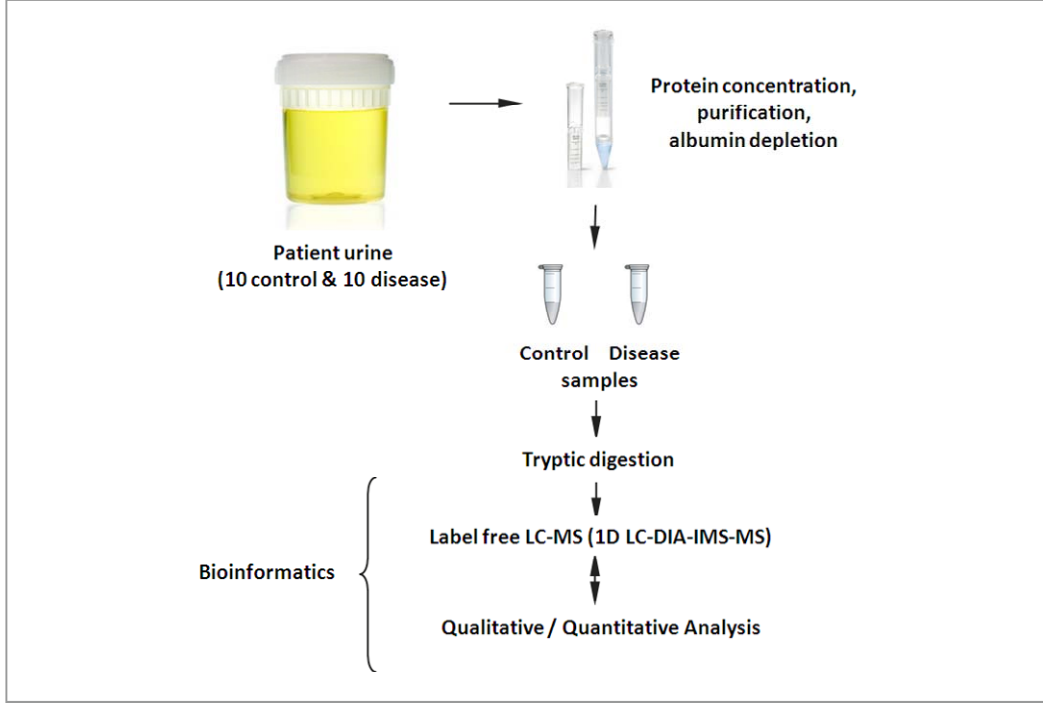 Protein concentration,
purification,
albumin depletion
Patient urine
(10 control & 10 disease)
Control Disease
samples
Tryptic digestion
Label free LC-MS (1D LC-DIA-IMS-MS)
Bioinformatics
Qualitative / Quantitative Analysis